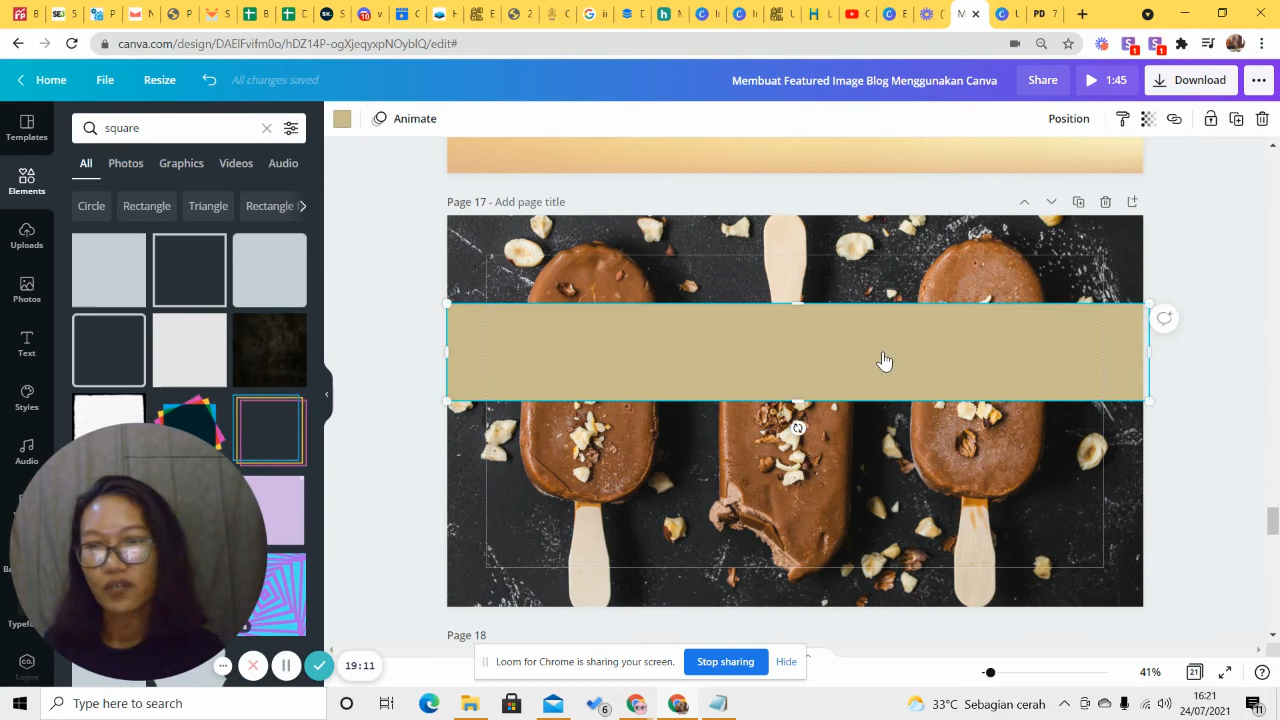 canva.com/design/DAElFvifm0o/hDZ14P-ogXjeqyxpNOyblQ/edit#
Home
File
Resize
All changes saved
Membuat Featured Image Blog Menggunakan Canva
Share
1:45
Download
Templates
Elements
Uploads
Photos
Text
Styles
Audio
square
All
Photos
Graphics
Videos
Audio
Circle
Rectangle
Triangle
Rectangle
Animate
Position
Page 17 - Add page title
Page 18
19:11
Loom for Chrome is sharing your screen.
Stop sharing
Hide
41%
21
Type here to search
33°C Sebagian cerah
16:21
24/07/2021